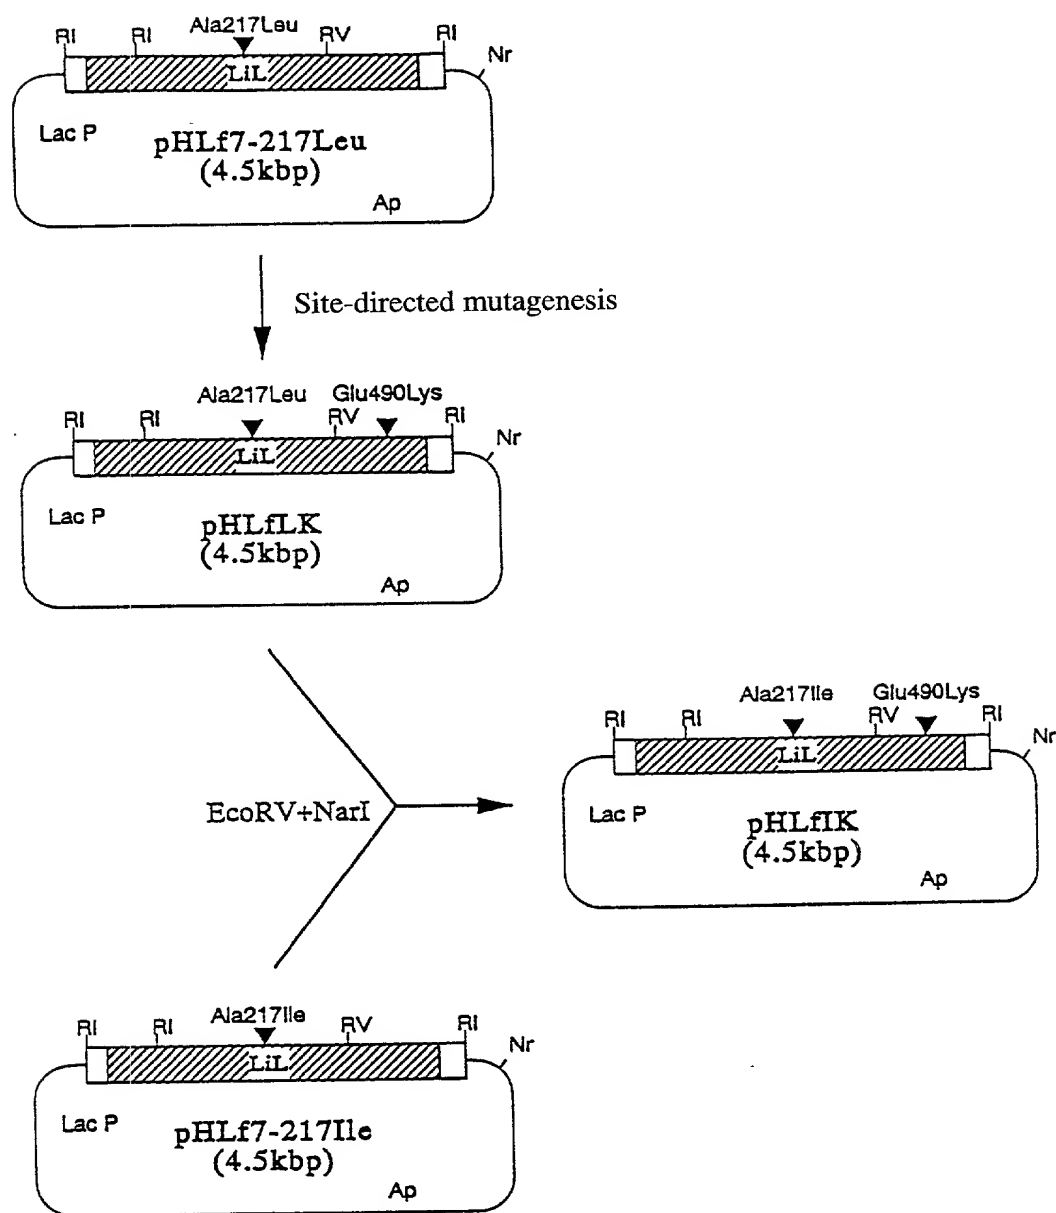 Ala217Leu
RI RI RV RI Nr
LiL
Lac P
pHLf7-217Leu
(4.5kbp)
Ap
Site-directed mutagenesis
Ala217Leu Glu490Lys
RI RI RV RI Nr
LiL
Lac P
pHLfLK
(4.5kbp)
Ap
Ala217Ile Glu490Lys
RI RI RV RI Nr
LiL
EcoRV+NarI
Lac P
pHLfIK
(4.5kbp)
Ap
Ala217Ile
RI RI RV RI Nr
LiL
Lac P
pHLf7-217Ile
(4.5kbp)
Ap